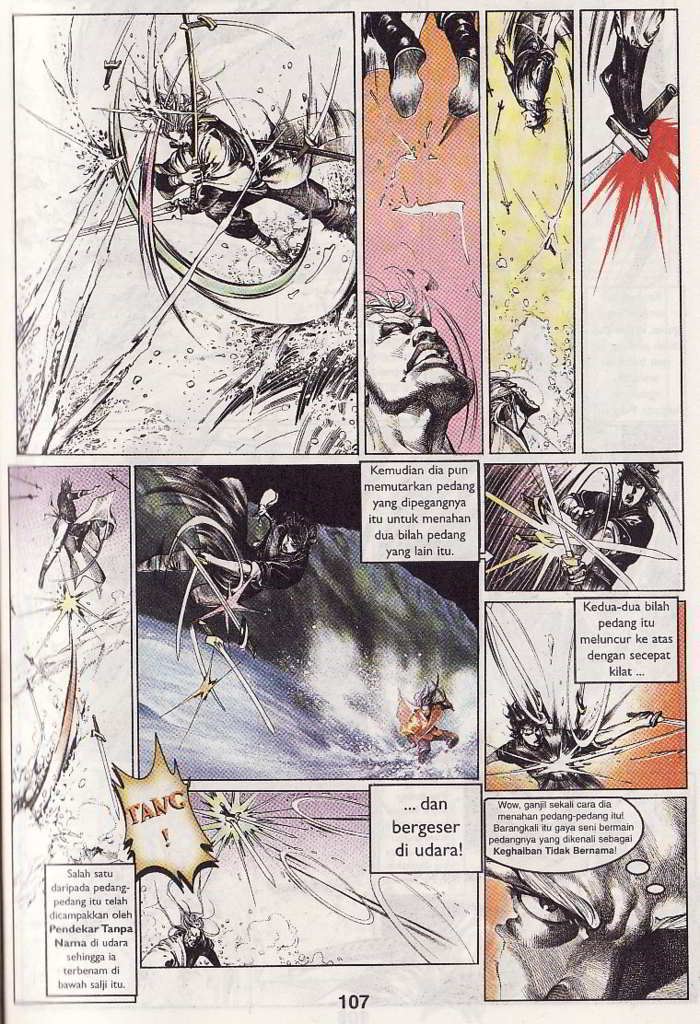 Kemudian dia pun
memutarkan pedang
yang dipegangnya
itu untuk menahan
dua bilah pedang
yang lain itu.
Kedua-dua bilah
pedang itu
meluncur ke atas
dengan secepat
kilat ...
TANG
!
Salah satu
daripada pedang-
pedang itu telah
dicampakkan oleh
Pendekar Tanpa
Nama di udara
sehingga ia
terbenam di
bawah salji itu.
... dan
bergeser
di udara!
Wow, ganjil sekali cara dia
menahan pedang-pedang itu!
Barangkali itu gaya seni bermain
pedangnya yang dikenali sebagai
Keghaiban Tidak Bernama!
107